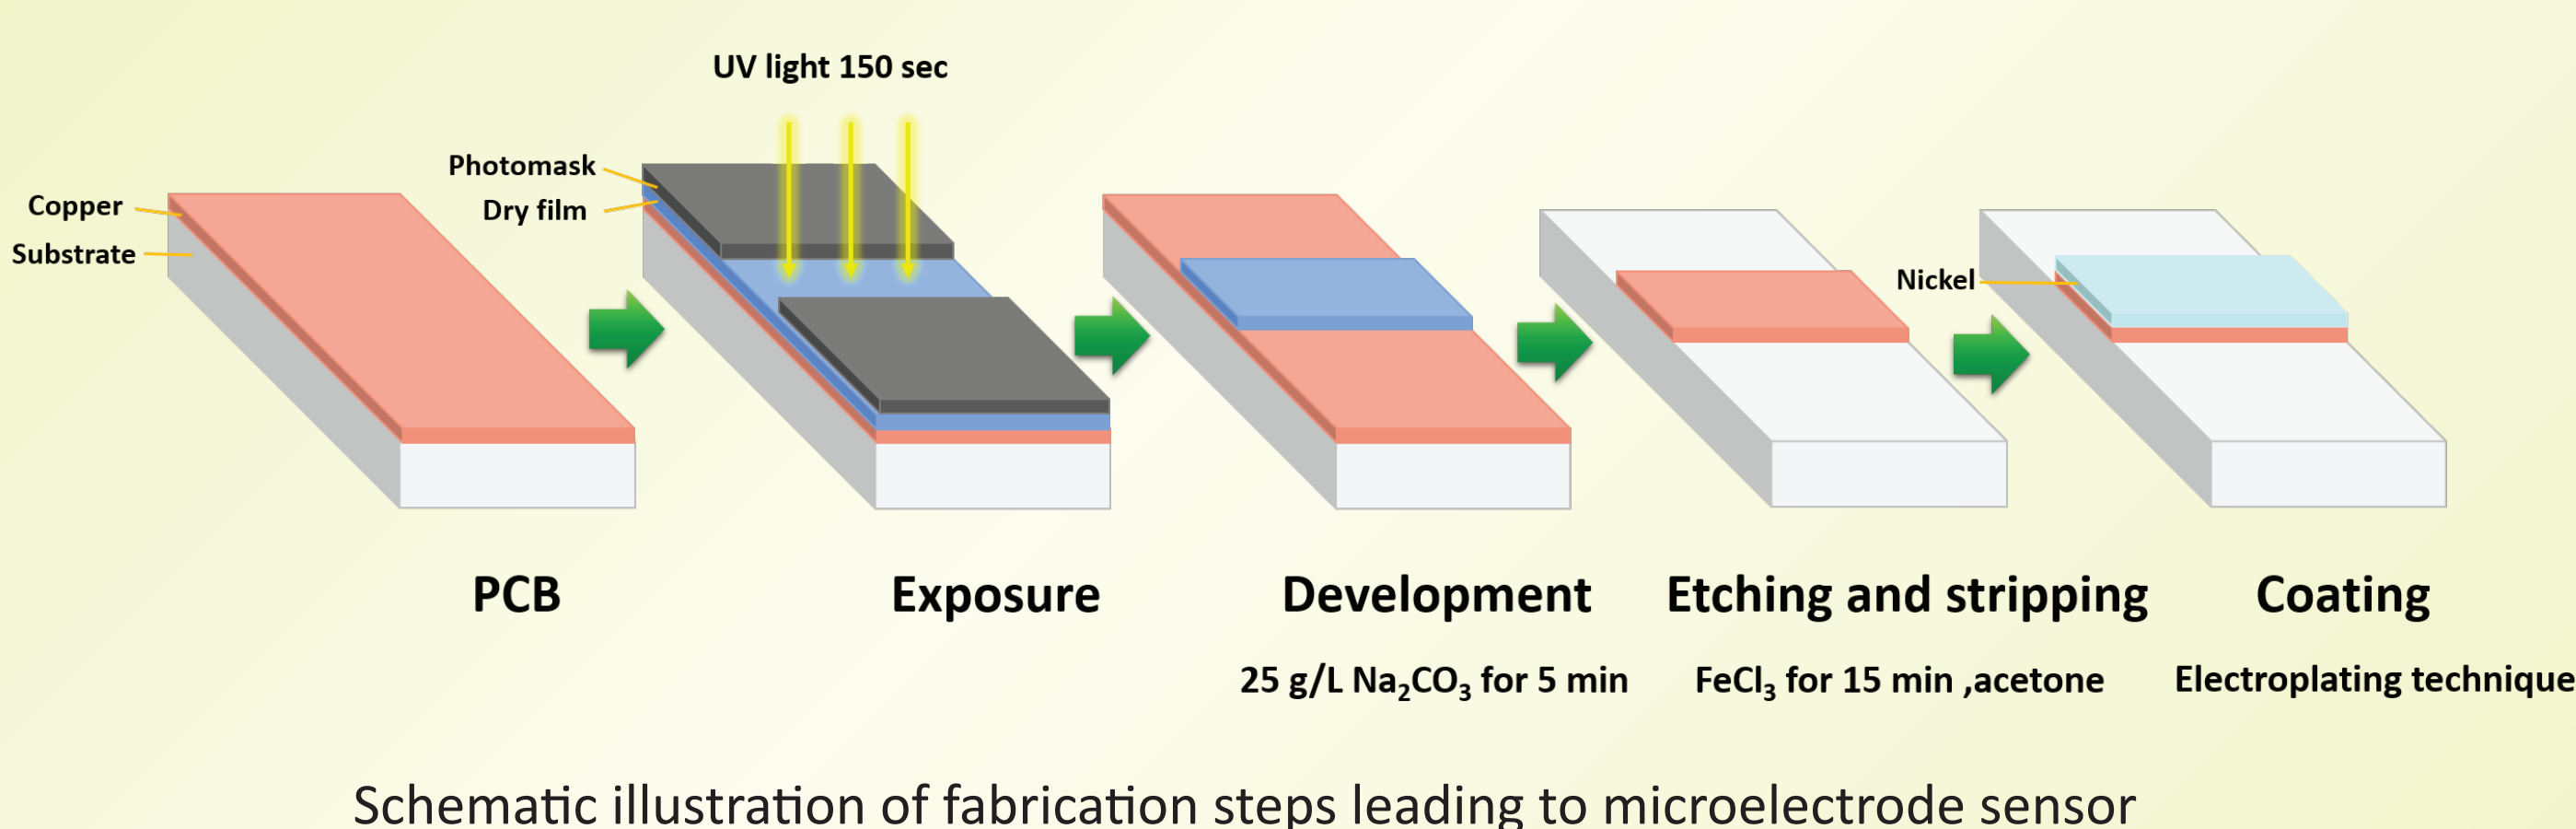 UV light 150 sec
Photomask
Dry film
Copper
Substrate
Nickel
PCB
Exposure
Development
Etching and stripping
Coating
25 g/L Na₂CO₃ for 5 min
FeCl₃ for 15 min ,acetone
Electroplating technique
Schematic illustration of fabrication steps leading to microelectrode sensor